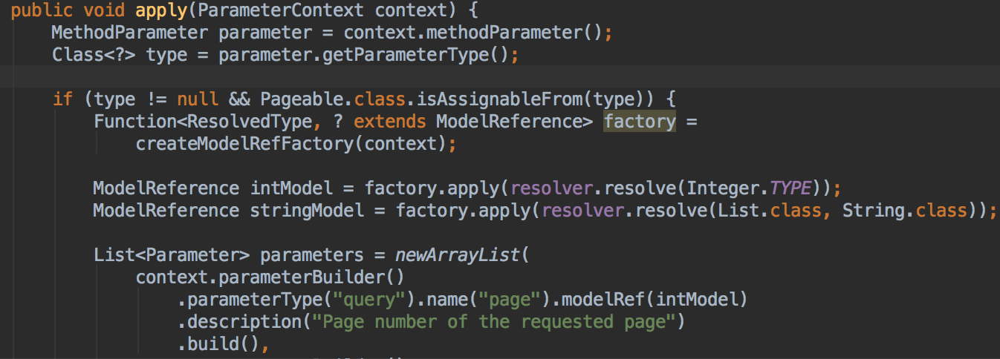 public void apply(ParameterContext context) {
MethodParameter parameter = context.methodParameter();
Class<?> type = parameter.getParameterType();
if (type != null && Pageable.class.isAssignableFrom(type)) {
Function<ResolvedType, ? extends ModelReference> factory =
createModelRefFactory(context);
ModelReference intModel = factory.apply(resolver.resolve(Integer.TYPE));
ModelReference stringModel = factory.apply(resolver.resolve(List.class, String.class));
List<Parameter> parameters = newArrayList(
context.parameterBuilder()
.parameterType("query").name("page").modelRef(intModel)
.description("Page number of the requested page")
.build(),